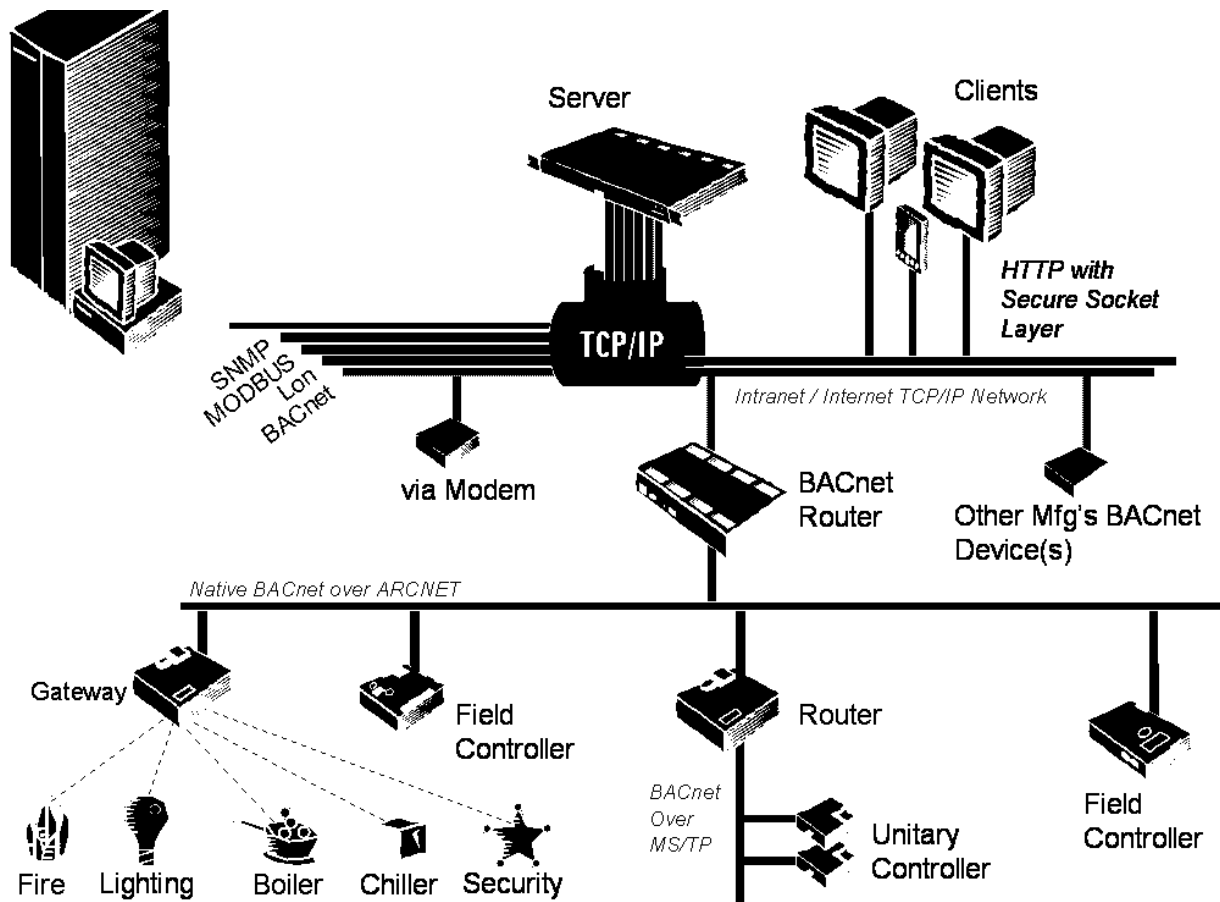 Server
Clients
HTTP with
Secure Socket
Layer
TCP/IP
SNMP
MODBUS
Lon
BACnet
Intranet / Internet TCP/IP Network
via Modem
BACnet
Router
Other Mfg's BACnet
Device(s)
Native BACnet over ARCNET
Gateway
Field
Controller
Router
BACnet
Over
MS/TP
Unitary
Controller
Field
Controller
Fire
Lighting
Boiler
Chiller
Security